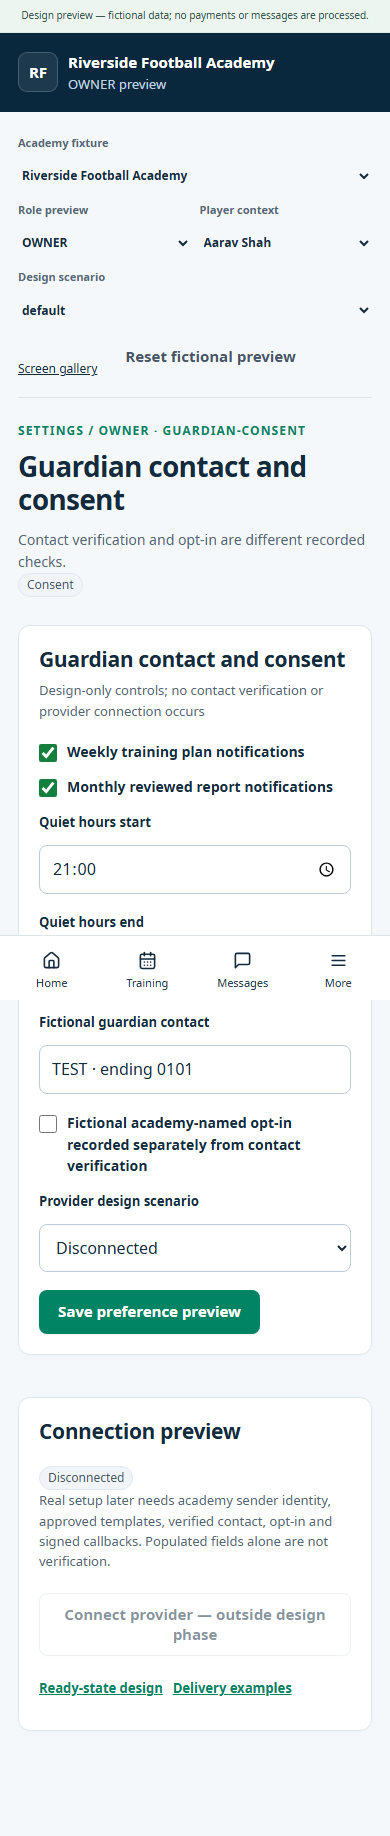 Design preview — fictional data; no payments or messages are processed.
RF
Riverside Football Academy
OWNER preview
Academy fixture
Riverside Football Academy
Role preview
Player context
OWNER
Aarav Shah
Design scenario
default
Screen gallery
Reset fictional preview
SETTINGS / OWNER · GUARDIAN-CONSENT
Guardian contact and
consent
Contact verification and opt-in are different recorded
checks.
Consent
Guardian contact and consent
Design-only controls; no contact verification or
provider connection occurs
Weekly training plan notifications
Monthly reviewed report notifications
Quiet hours start
21:00
Quiet hours end
Home
Training
Messages
More
Fictional guardian contact
TEST · ending 0101
Fictional academy-named opt-in
recorded separately from contact
verification
Provider design scenario
Disconnected
Save preference preview
Connection preview
Disconnected
Real setup later needs academy sender identity,
approved templates, verified contact, opt-in and
signed callbacks. Populated fields alone are not
verification.
Connect provider — outside design
phase
Ready-state design
Delivery examples